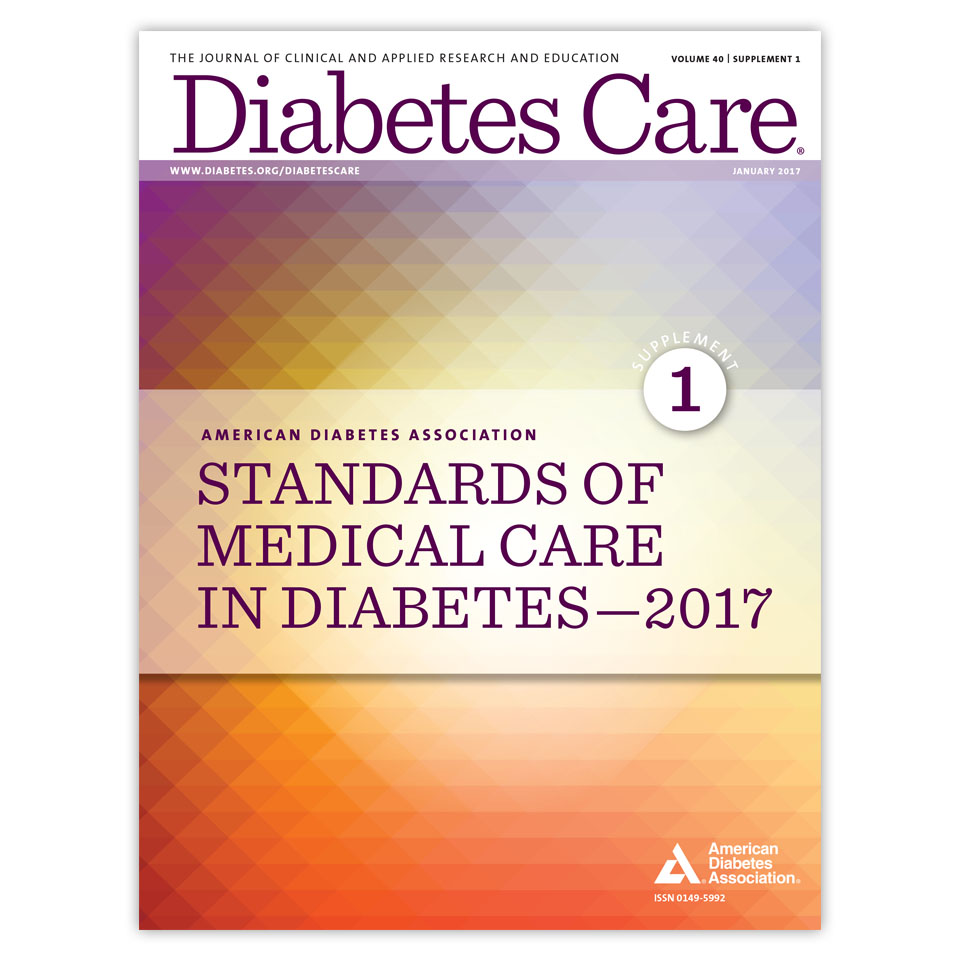 THE JOURNAL OF CLINICAL AND APPLIED RESEARCH AND EDUCATION
VOLUME 40 | SUPPLEMENT 1
Diabetes Care®
WWW.DIABETES.ORG/DIABETESCARE
JANUARY 2017
SUPPLEMENT
1
AMERICAN DIABETES ASSOCIATION
STANDARDS OF
MEDICAL CARE
IN DIABETES—2017
American
Diabetes
Association®
ISSN 0149-5992